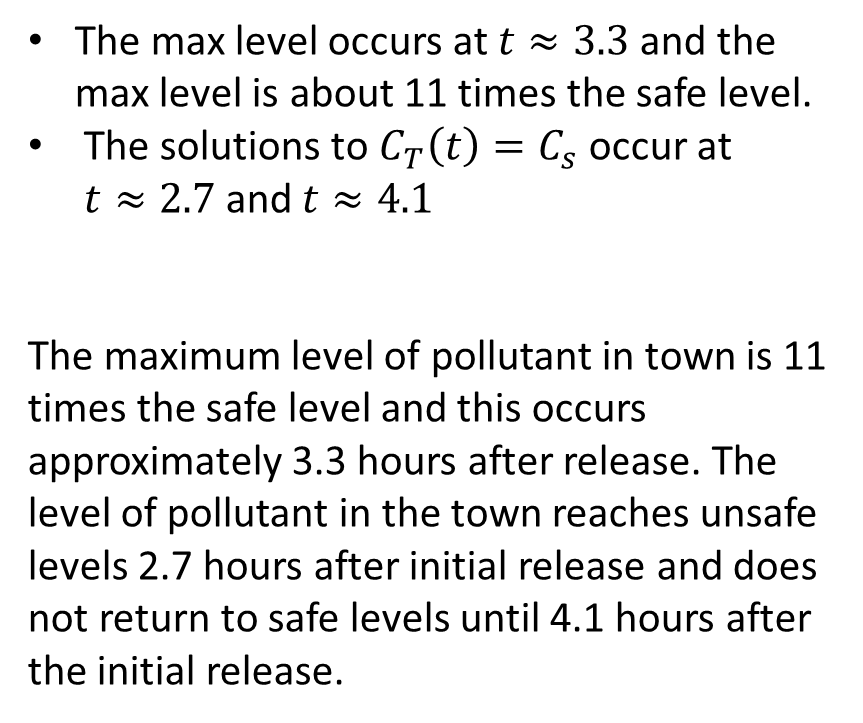 • The max level occurs at t ≈ 3.3 and the
max level is about 11 times the safe level.
• The solutions to C_T(t) = C_s occur at
t ≈ 2.7 and t ≈ 4.1
The maximum level of pollutant in town is 11
times the safe level and this occurs
approximately 3.3 hours after release. The
level of pollutant in the town reaches unsafe
levels 2.7 hours after initial release and does
not return to safe levels until 4.1 hours after
the initial release.